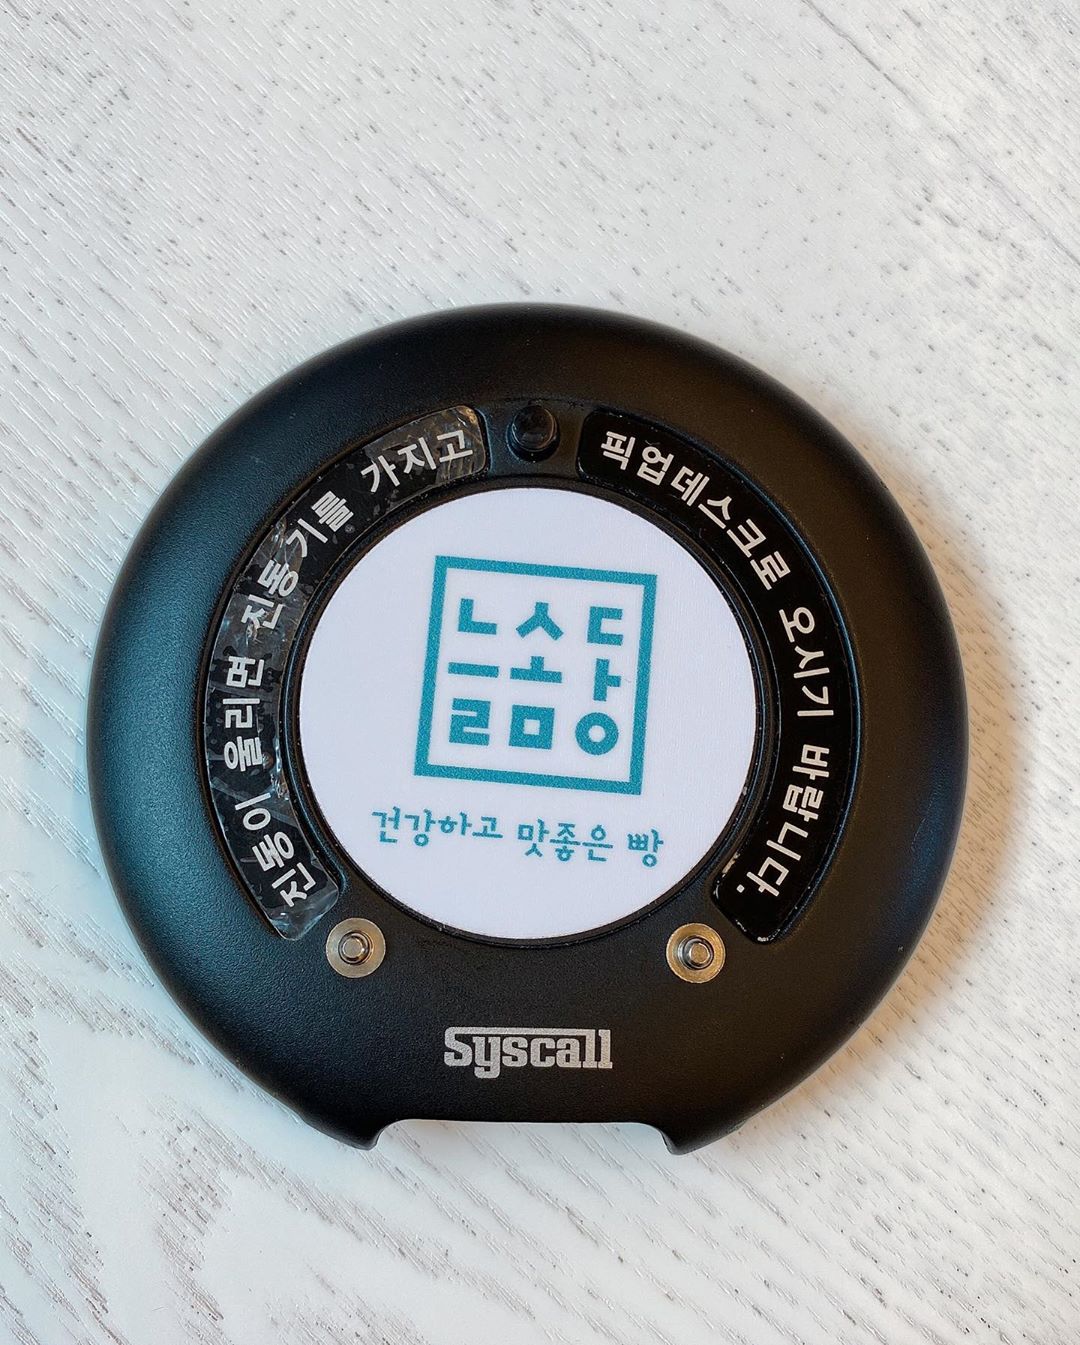 진동이 울리면 진동기를 가지고
픽업데스크로 오시기 바랍니다.
늘솜당
건강하고 맛좋은 빵
Syscall